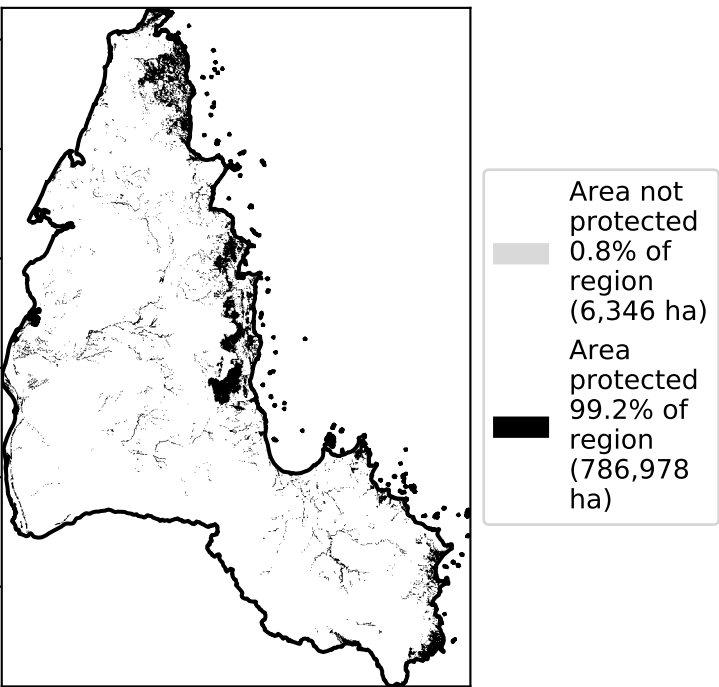 Area not
protected
0.8% of
region
(6,346 ha)
Area
protected
99.2% of
region
(786,978
ha)